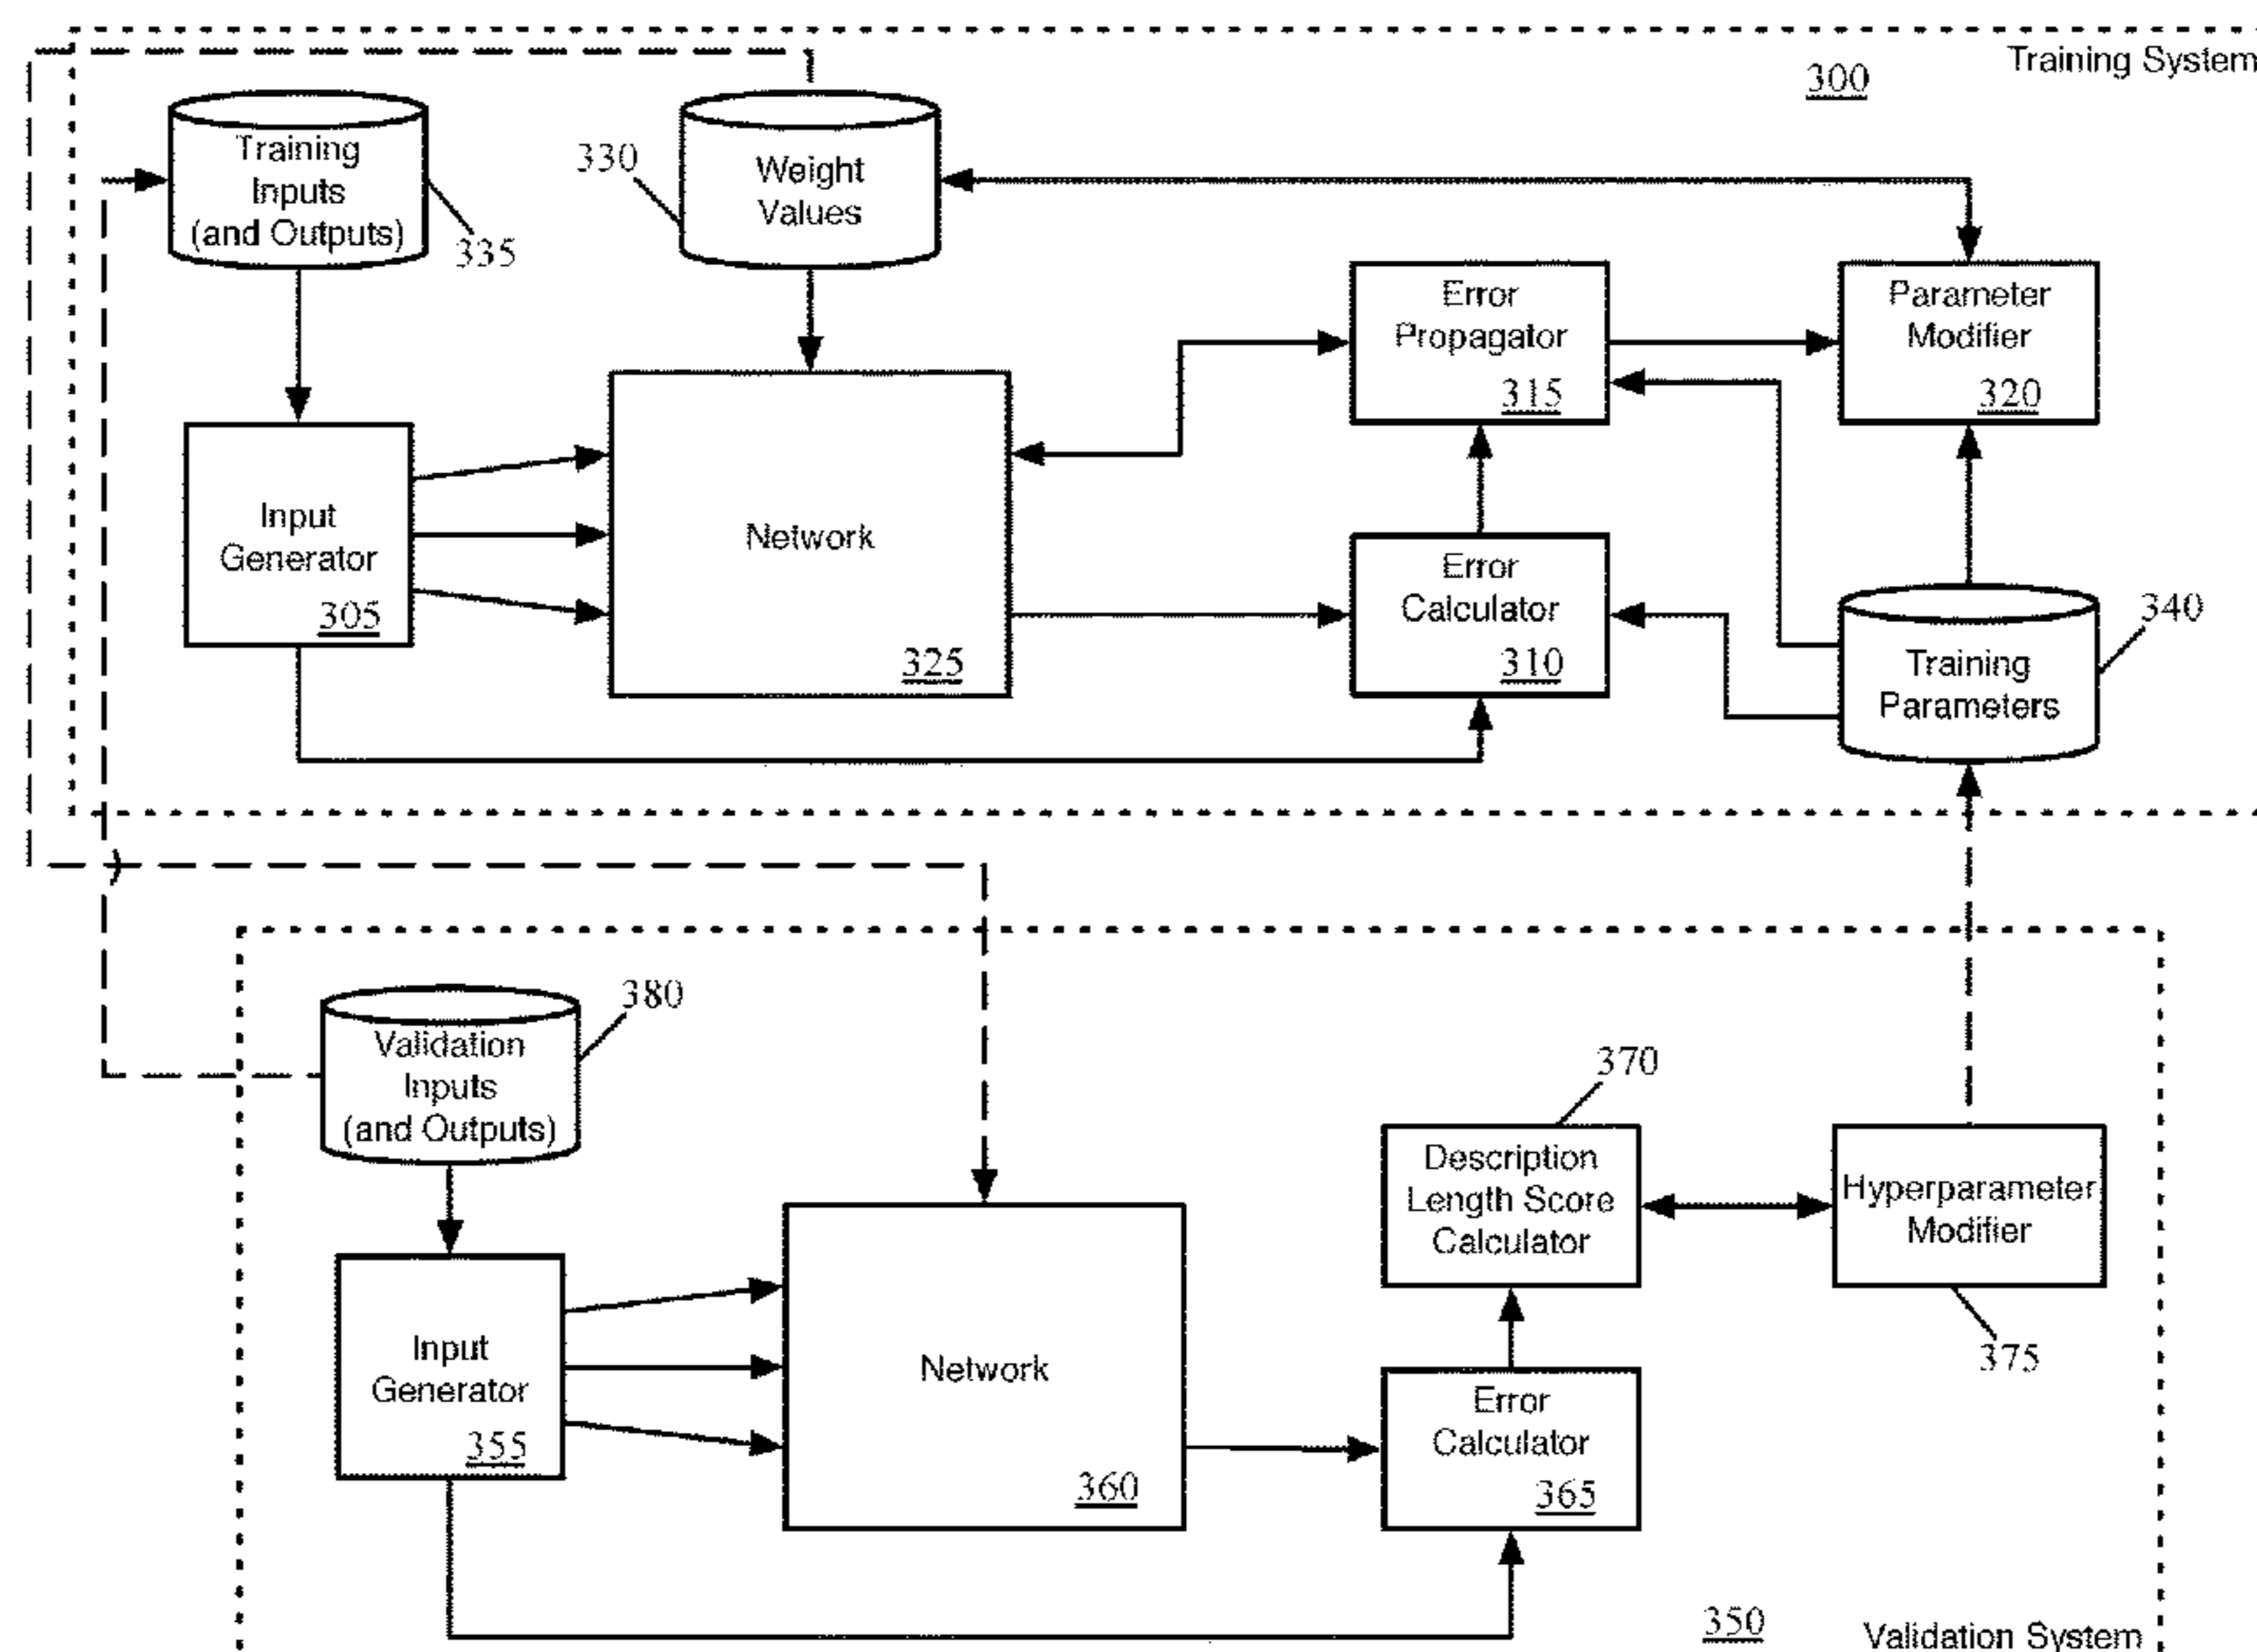 Training System
300
Training
Inputs
(and Outputs)
335
330
Weight
Values
Error
Propagator
315
Parameter
Modifier
320
Input
Generator
305
Network
325
Error
Calculator
310
340
Training
Parameters
380
Validation
Inputs
(and Outputs)
370
Description
Length Score
Calculator
Hyperparameter
Modifier
375
Input
Generator
355
Network
360
Error
Calculator
365
350
Validation System